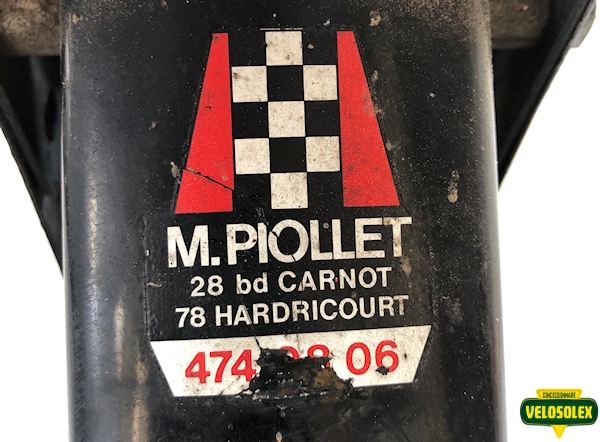 M. PIOLLET
28 bd CARNOT
78 HARDRICOURT
474 06
CONCESSIONNAIRE
VELOSOLEX